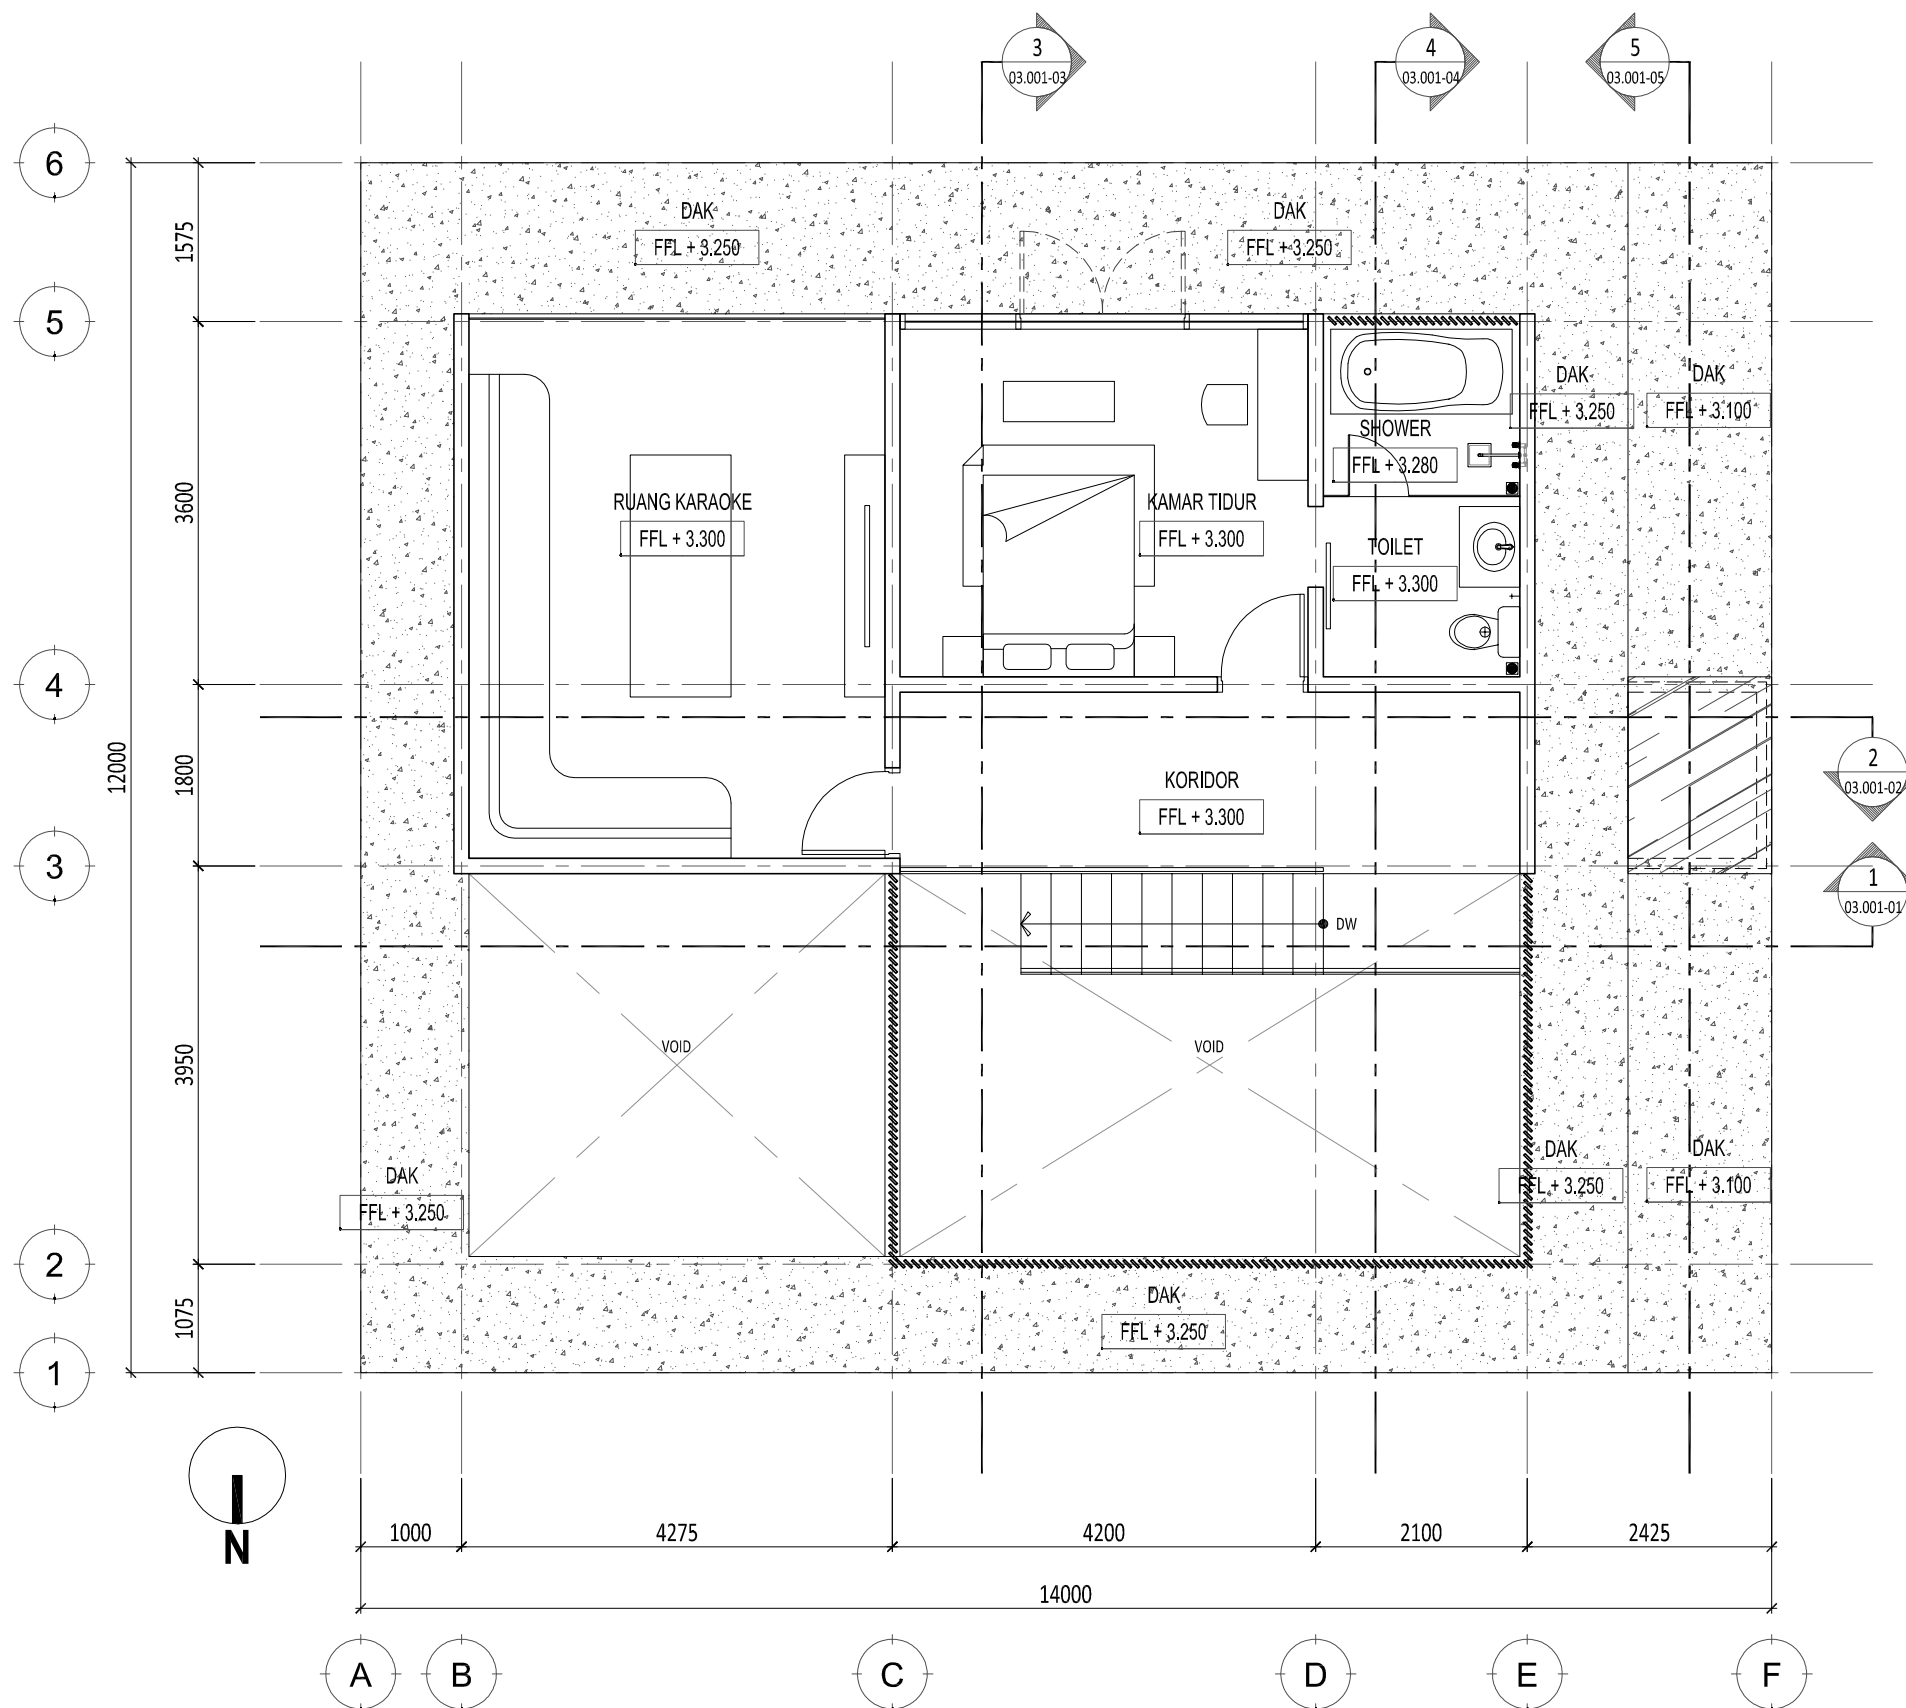 3
03.001-03
4
03.001-04
5
03.001-05
6
1575
DAK
FFL + 3.250
DAK
FFL + 3.250
5
DAK
FFL + 3.250
DAK
FFL + 3.100
SHOWER
FFL + 3.280
3600
RUANG KARAOKE
FFL + 3.300
KAMAR TIDUR
FFL + 3.300
TOILET
FFL + 3.300
4
12000
1800
KORIDOR
FFL + 3.300
2
03.001-02
3
1
03.001-01
DW
3950
VOID
VOID
DAK
FFL + 3.250
DAK
FFL + 3.250
DAK
FFL + 3.100
2
1075
DAK
FFL + 3.250
1
N
1000
4275
4200
2100
2425
14000
A
B
C
D
E
F